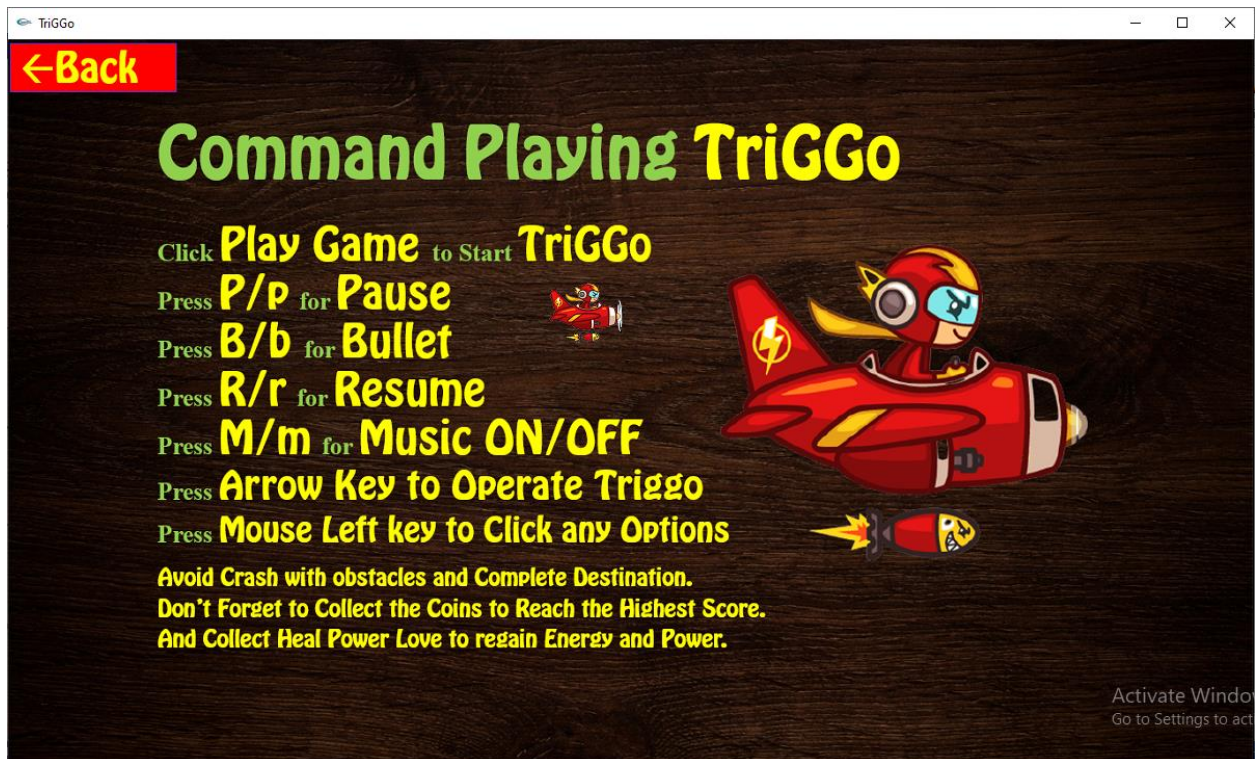 TriGGo
←Back
Command Playing TriGGo
Click Play Game to Start TriGGo
Press P/p for Pause
Press B/b for Bullet
Press R/r for Resume
Press M/m for Music ON/OFF
Press Arrow Key to Operate Triggo
Press Mouse Left key to Click any Options
Avoid Crash with obstacles and Complete Destination.
Don't Forget to Collect the Coins to Reach the Highest Score.
And Collect Heal Power Love to regain Energy and Power.
Activate Windo
Go to Settings to act